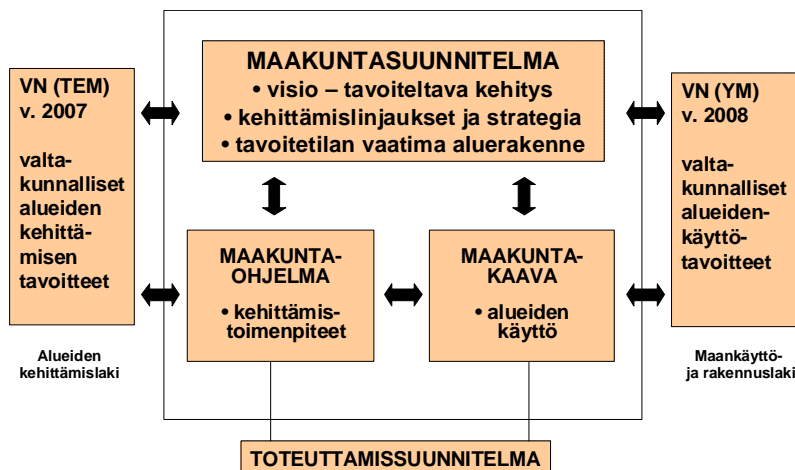 MAAKUNTASUUNNITELMA
• visio – tavoiteltava kehitys
• kehittämislinjaukset ja strategia
• tavoitetilan vaatima aluerakenne
VN (TEM)
v. 2007
valta-
kunnalliset
alueiden
kehittä-
misen
tavoitteet
VN (YM)
v. 2008
valta-
kunnalliset
alueiden-
käyttö-
tavoitteet
MAAKUNTA-
OHJELMA
• kehittämis-
toimenpiteet
MAAKUNTA-
KAAVA
• alueiden
käyttö
Alueiden
kehittämislaki
Maankäyttö-
ja rakennuslaki
TOTEUTTAMISSUUNNITELMA